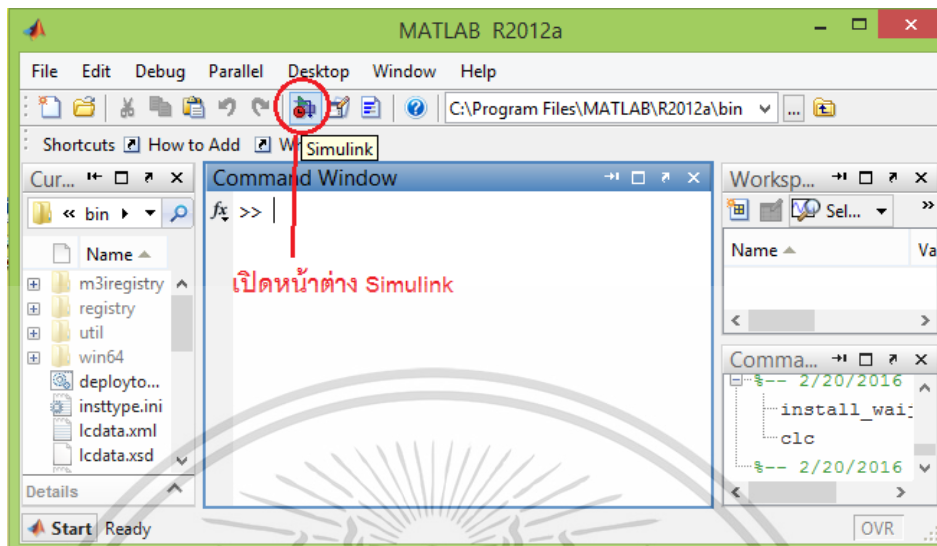 MATLAB R2012a
File Edit Debug Parallel Desktop Window Help
C:\Program Files\MATLAB\R2012a\bin
Shortcuts How to Add
Simulink
Cur...
Command Window
Worksp...
« bin
fx >>
Sel...
»
Name
Name
Va
m3iregistry
registry
util
win64
deployto...
insttype.ini
lcdata.xml
lcdata.xsd
เปิดหน้าต่าง Simulink
Comma...
%-- 2/20/2016
install_waij
clc
%-- 2/20/2016
Details
Start Ready
OVR